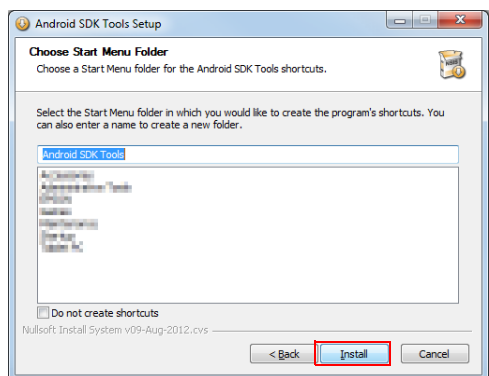 Android SDK Tools Setup
Choose Start Menu Folder
Choose a Start Menu folder for the Android SDK Tools shortcuts.
Select the Start Menu folder in which you would like to create the program's shortcuts. You
can also enter a name to create a new folder.
Android SDK Tools
Do not create shortcuts
Nullsoft Install System v09-Aug-2012.cvs
< Back
Install
Cancel